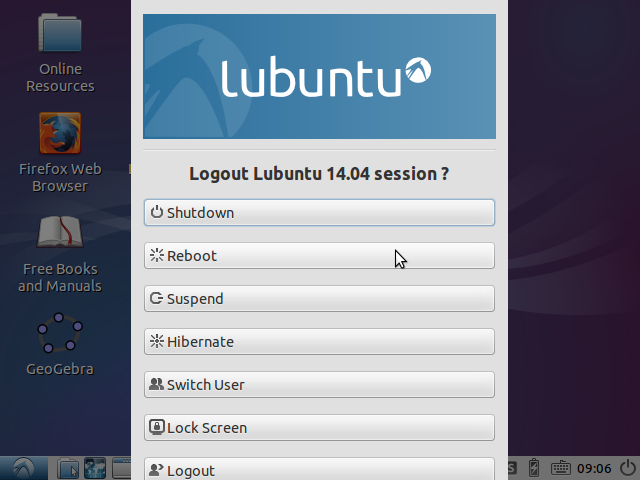 lubuntu
Logout Lubuntu 14.04 session ?
Shutdown
Reboot
Suspend
Hibernate
Switch User
Lock Screen
Logout
Online
Resources
Firefox Web
Browser
Free Books
and Manuals
GeoGebra
S
09:06